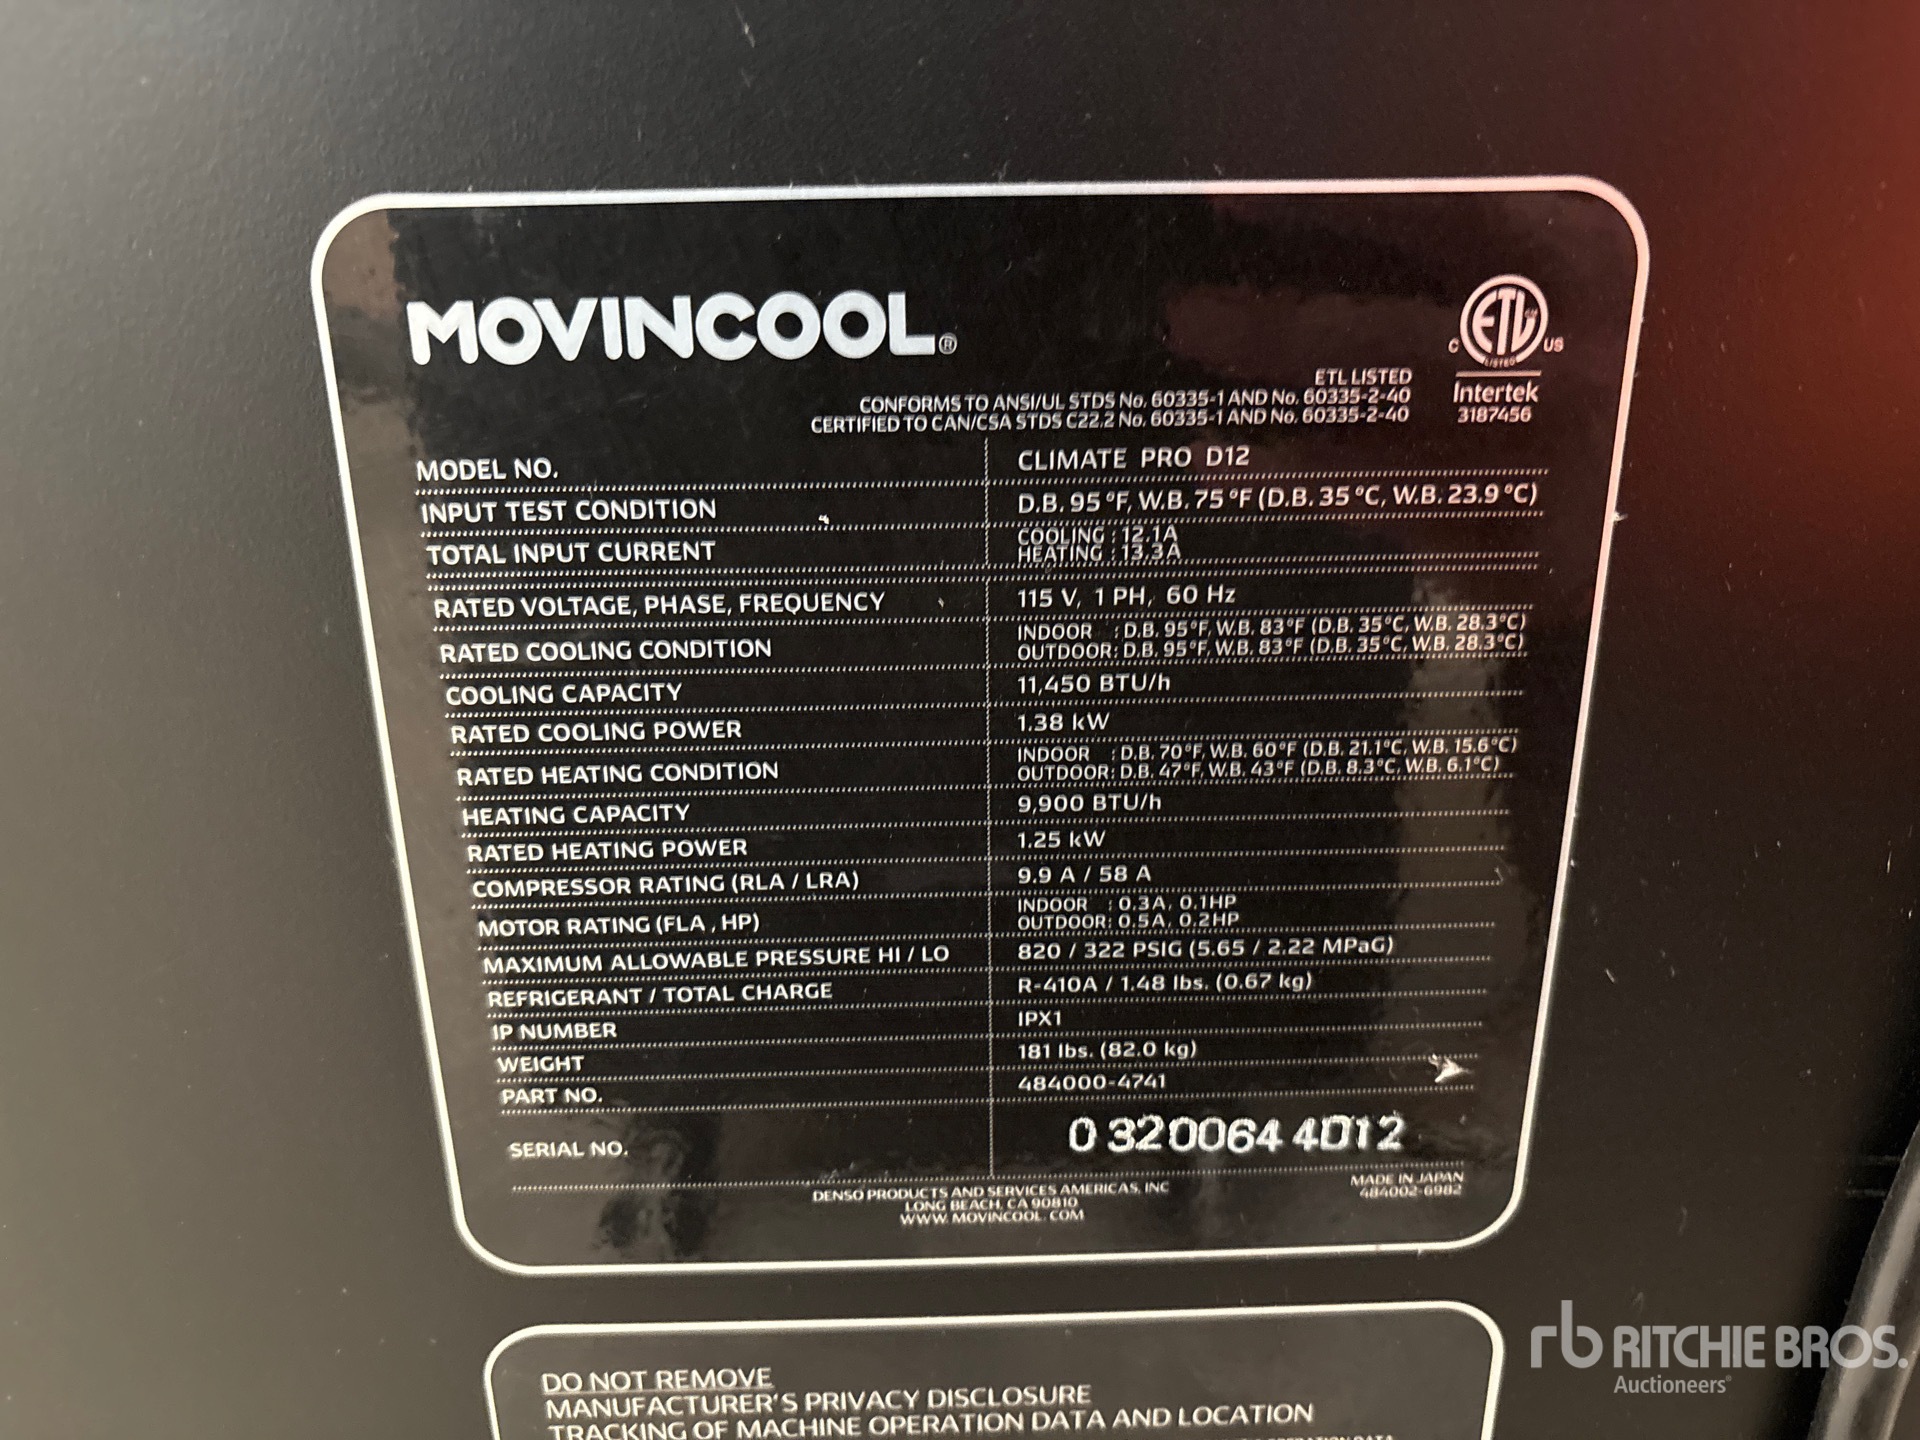 MOVINCOOL®
C ETL US
LISTED
Intertek
3187456
ETL LISTED
CONFORMS TO ANSI/UL STDS No. 60335-1 AND No. 60335-2-40
CERTIFIED TO CAN/CSA STDS C22.2 No. 60335-1 AND No. 60335-2-40
MODEL NO. CLIMATE PRO D12
INPUT TEST CONDITION D.B. 95°F, W.B. 75°F (D.B. 35°C, W.B. 23.9°C)
TOTAL INPUT CURRENT COOLING : 12.1A
HEATING : 13.3A
RATED VOLTAGE, PHASE, FREQUENCY 115 V, 1 PH, 60 Hz
RATED COOLING CONDITION INDOOR : D.B. 95°F, W.B. 83°F (D.B. 35°C, W.B. 28.3°C)
OUTDOOR: D.B. 95°F, W.B. 83°F (D.B. 35°C, W.B. 28.3°C)
COOLING CAPACITY 11,450 BTU/h
RATED COOLING POWER 1.38 kW
RATED HEATING CONDITION INDOOR : D.B. 70°F, W.B. 60°F (D.B. 21.1°C, W.B. 15.6°C)
OUTDOOR: D.B. 47°F, W.B. 43°F (D.B. 8.3°C, W.B. 6.1°C)
HEATING CAPACITY 9,900 BTU/h
RATED HEATING POWER 1.25 kW
COMPRESSOR RATING (RLA / LRA) 9.9 A / 58 A
MOTOR RATING (FLA , HP) INDOOR : 0.3A, 0.1HP
OUTDOOR: 0.5A, 0.2HP
MAXIMUM ALLOWABLE PRESSURE HI / LO 820 / 322 PSIG (5.65 / 2.22 MPaG)
REFRIGERANT / TOTAL CHARGE R-410A / 1.48 lbs. (0.67 kg)
IP NUMBER IPX1
WEIGHT 181 lbs. (82.0 kg)
PART NO. 484000-4741
SERIAL NO. 03200644D12
DENSO PRODUCTS AND SERVICES AMERICAS, INC
LONG BEACH, CA 90810
WWW. MOVINCOOL. COM
MADE IN JAPAN
484002-6982
DO NOT REMOVE
MANUFACTURER'S PRIVACY DISCLOSURE
TRACKING OF MACHINE OPERATION DATA AND LOCATION
rb RITCHIE BROS.
Auctioneers®